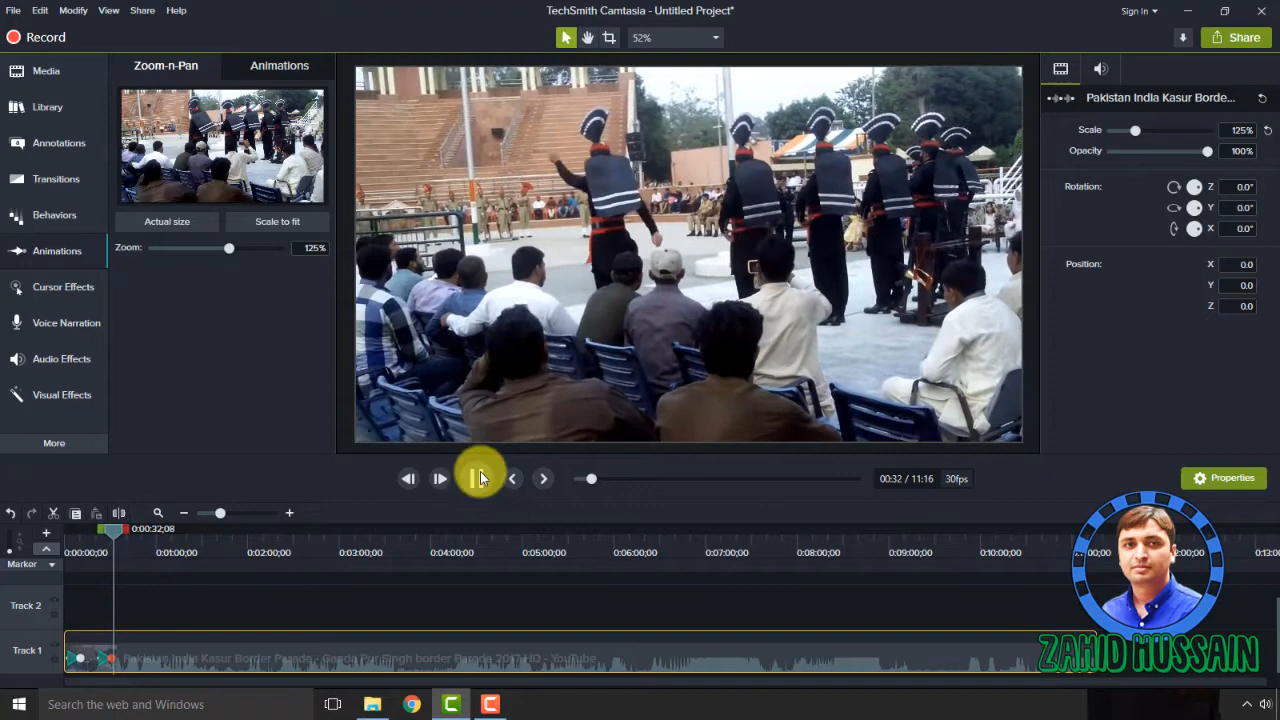 File Edit Modify View Share Help
TechSmith Camtasia - Untitled Project*
Sign In
Record
52%
Share
Media
Library
Annotations
Transitions
Behaviors
Animations
Cursor Effects
Voice Narration
Audio Effects
Visual Effects
More
Zoom-n-Pan
Animations
Actual size
Scale to fit
Zoom:
125%
Pakistan India Kasur Borde...
Scale
125%
Opacity
100%
Rotation:
Z
0.0°
Y
0.0°
X
0.0°
Position:
X
0.0
Y
0.0
Z
0.0
00:32 / 11:16
30fps
Properties
0:00:32;08
0:00:00;00 0:01:00;00 0:02:00;00 0:03:00;00 0:04:00;00 0:05:00;00 0:06:00;00 0:07:00;00 0:08:00;00 0:09:00;00 0:10:00;00
Marker
Track 2
Track 1
Pakistan India Kasur Border Parade - Ganda Pur Singh border Parade 2017 HD - YouTube
ZAHID HUSSAIN
Search the web and Windows